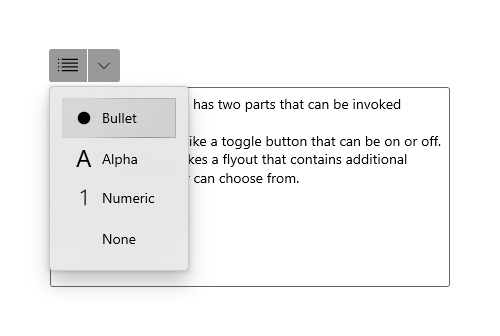 Bullet
Alpha
Numeric
None
has two parts that can be invoked
ike a toggle button that can be on or off.
kes a flyout that contains additional
can choose from.